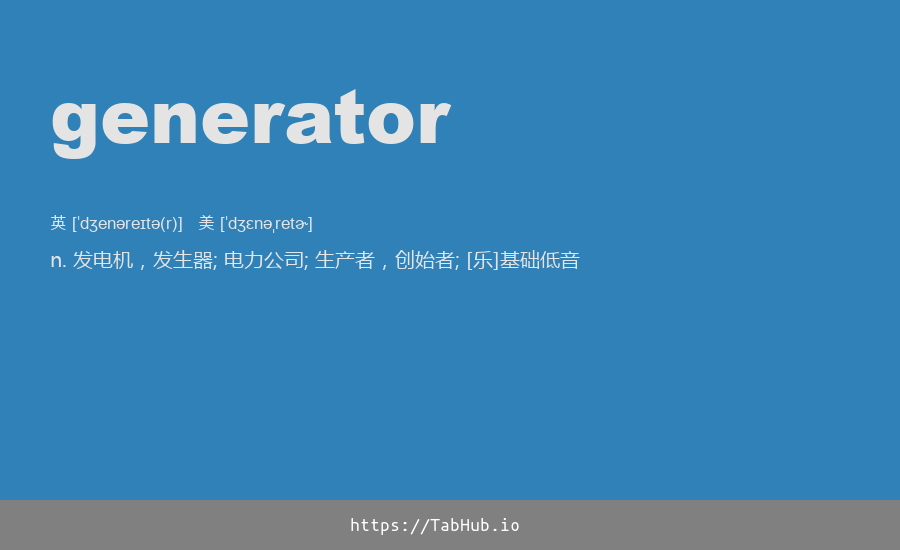 generator
英 [ˈdʒenəreɪtə(r)] 美 [ˈdʒɛnəˌretɚ]
n. 发电机，发生器; 电力公司; 生产者，创始者; [乐]基础低音
https://TabHub.io